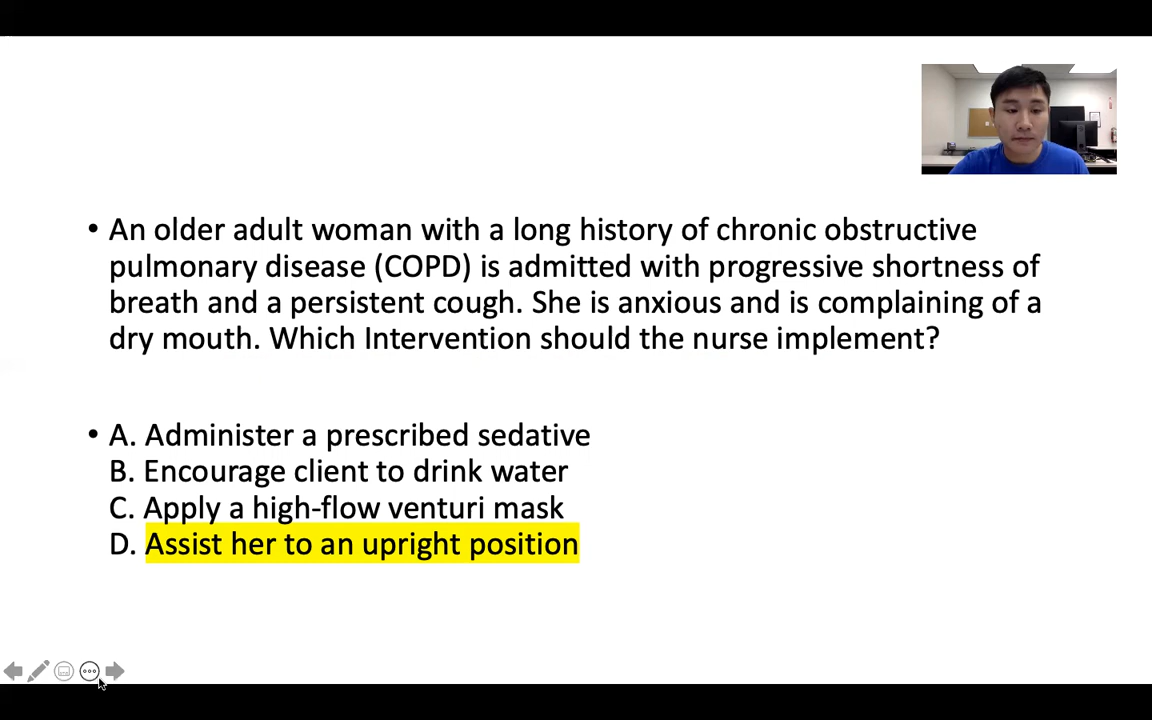 • An older adult woman with a long history of chronic obstructive
pulmonary disease (COPD) is admitted with progressive shortness of
breath and a persistent cough. She is anxious and is complaining of a
dry mouth. Which Intervention should the nurse implement?
• A. Administer a prescribed sedative
B. Encourage client to drink water
C. Apply a high-flow venturi mask
D. Assist her to an upright position